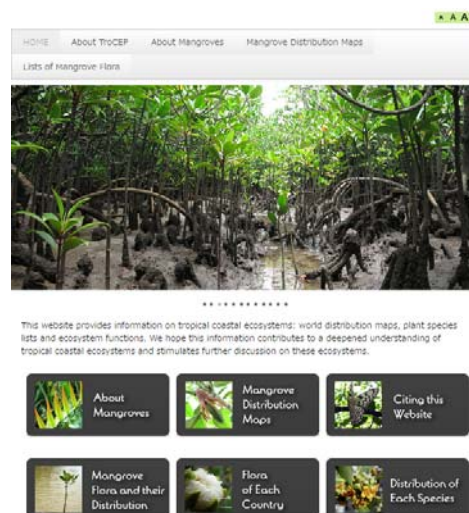 A A A
HOME About TroCEP About Mangroves Mangrove Distribution Maps
Lists of Mangrove Flora
This website provides information on tropical coastal ecosystems: world distribution maps, plant species
lists and ecosystem functions. We hope this information contributes to a deepened understanding of
tropical coastal ecosystems and stimulates further discussion on these ecosystems.
About
Mangroves
Mangrove
Distribution
Maps
Citing this
Website
Mangrove
Flora and their
Distribution
Flora
of Each
Country
Distribution of
Each Species